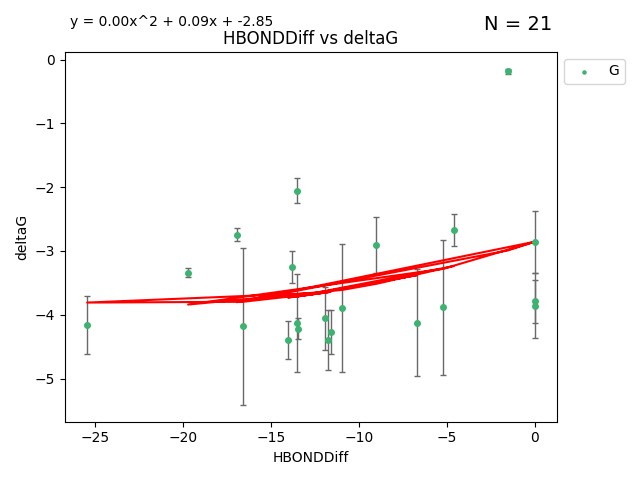 y = 0.00x^2 + 0.09x + -2.85
N = 21
HBONDDiff vs deltaG
G
deltaG
0
−1
−2
−3
−4
−5
−25
−20
−15
−10
−5
0
HBONDDiff